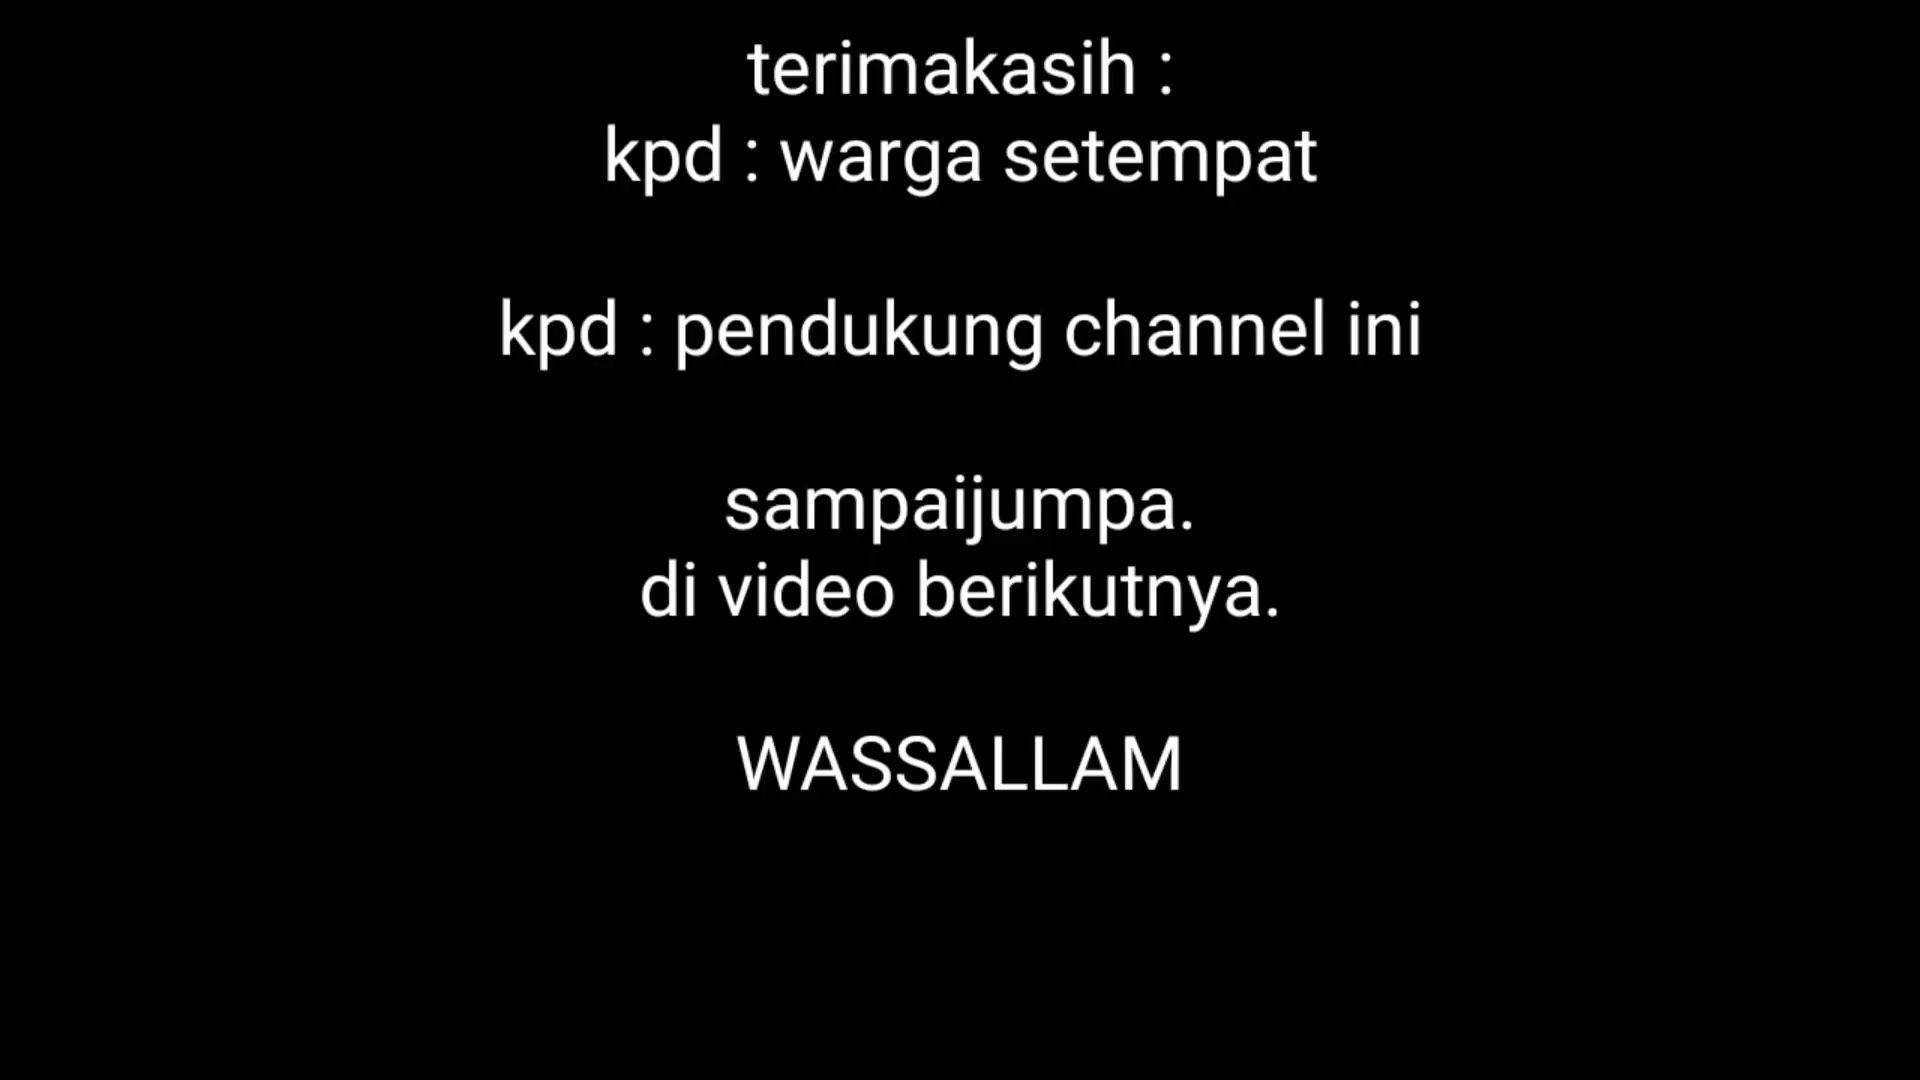 terimakasih :
kpd : warga setempat
kpd : pendukung channel ini
sampaijumpa.
di video berikutnya.
WASSALLAM